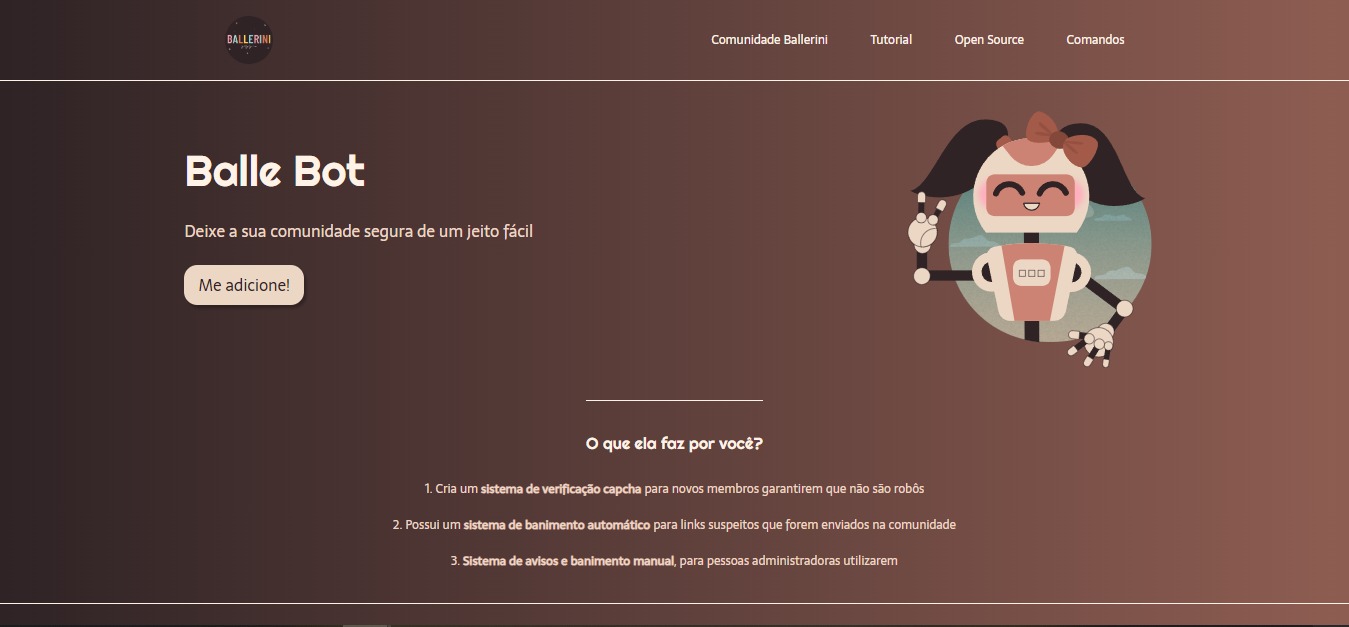 BALLERINI
Comunidade Ballerini
Tutorial
Open Source
Comandos
Balle Bot
Deixe a sua comunidade segura de um jeito fácil
Me adicione!
O que ela faz por você?
1. Cria um sistema de verificação capcha para novos membros garantirem que não são robôs
2. Possui um sistema de banimento automático para links suspeitos que forem enviados na comunidade
3. Sistema de avisos e banimento manual, para pessoas administradoras utilizarem